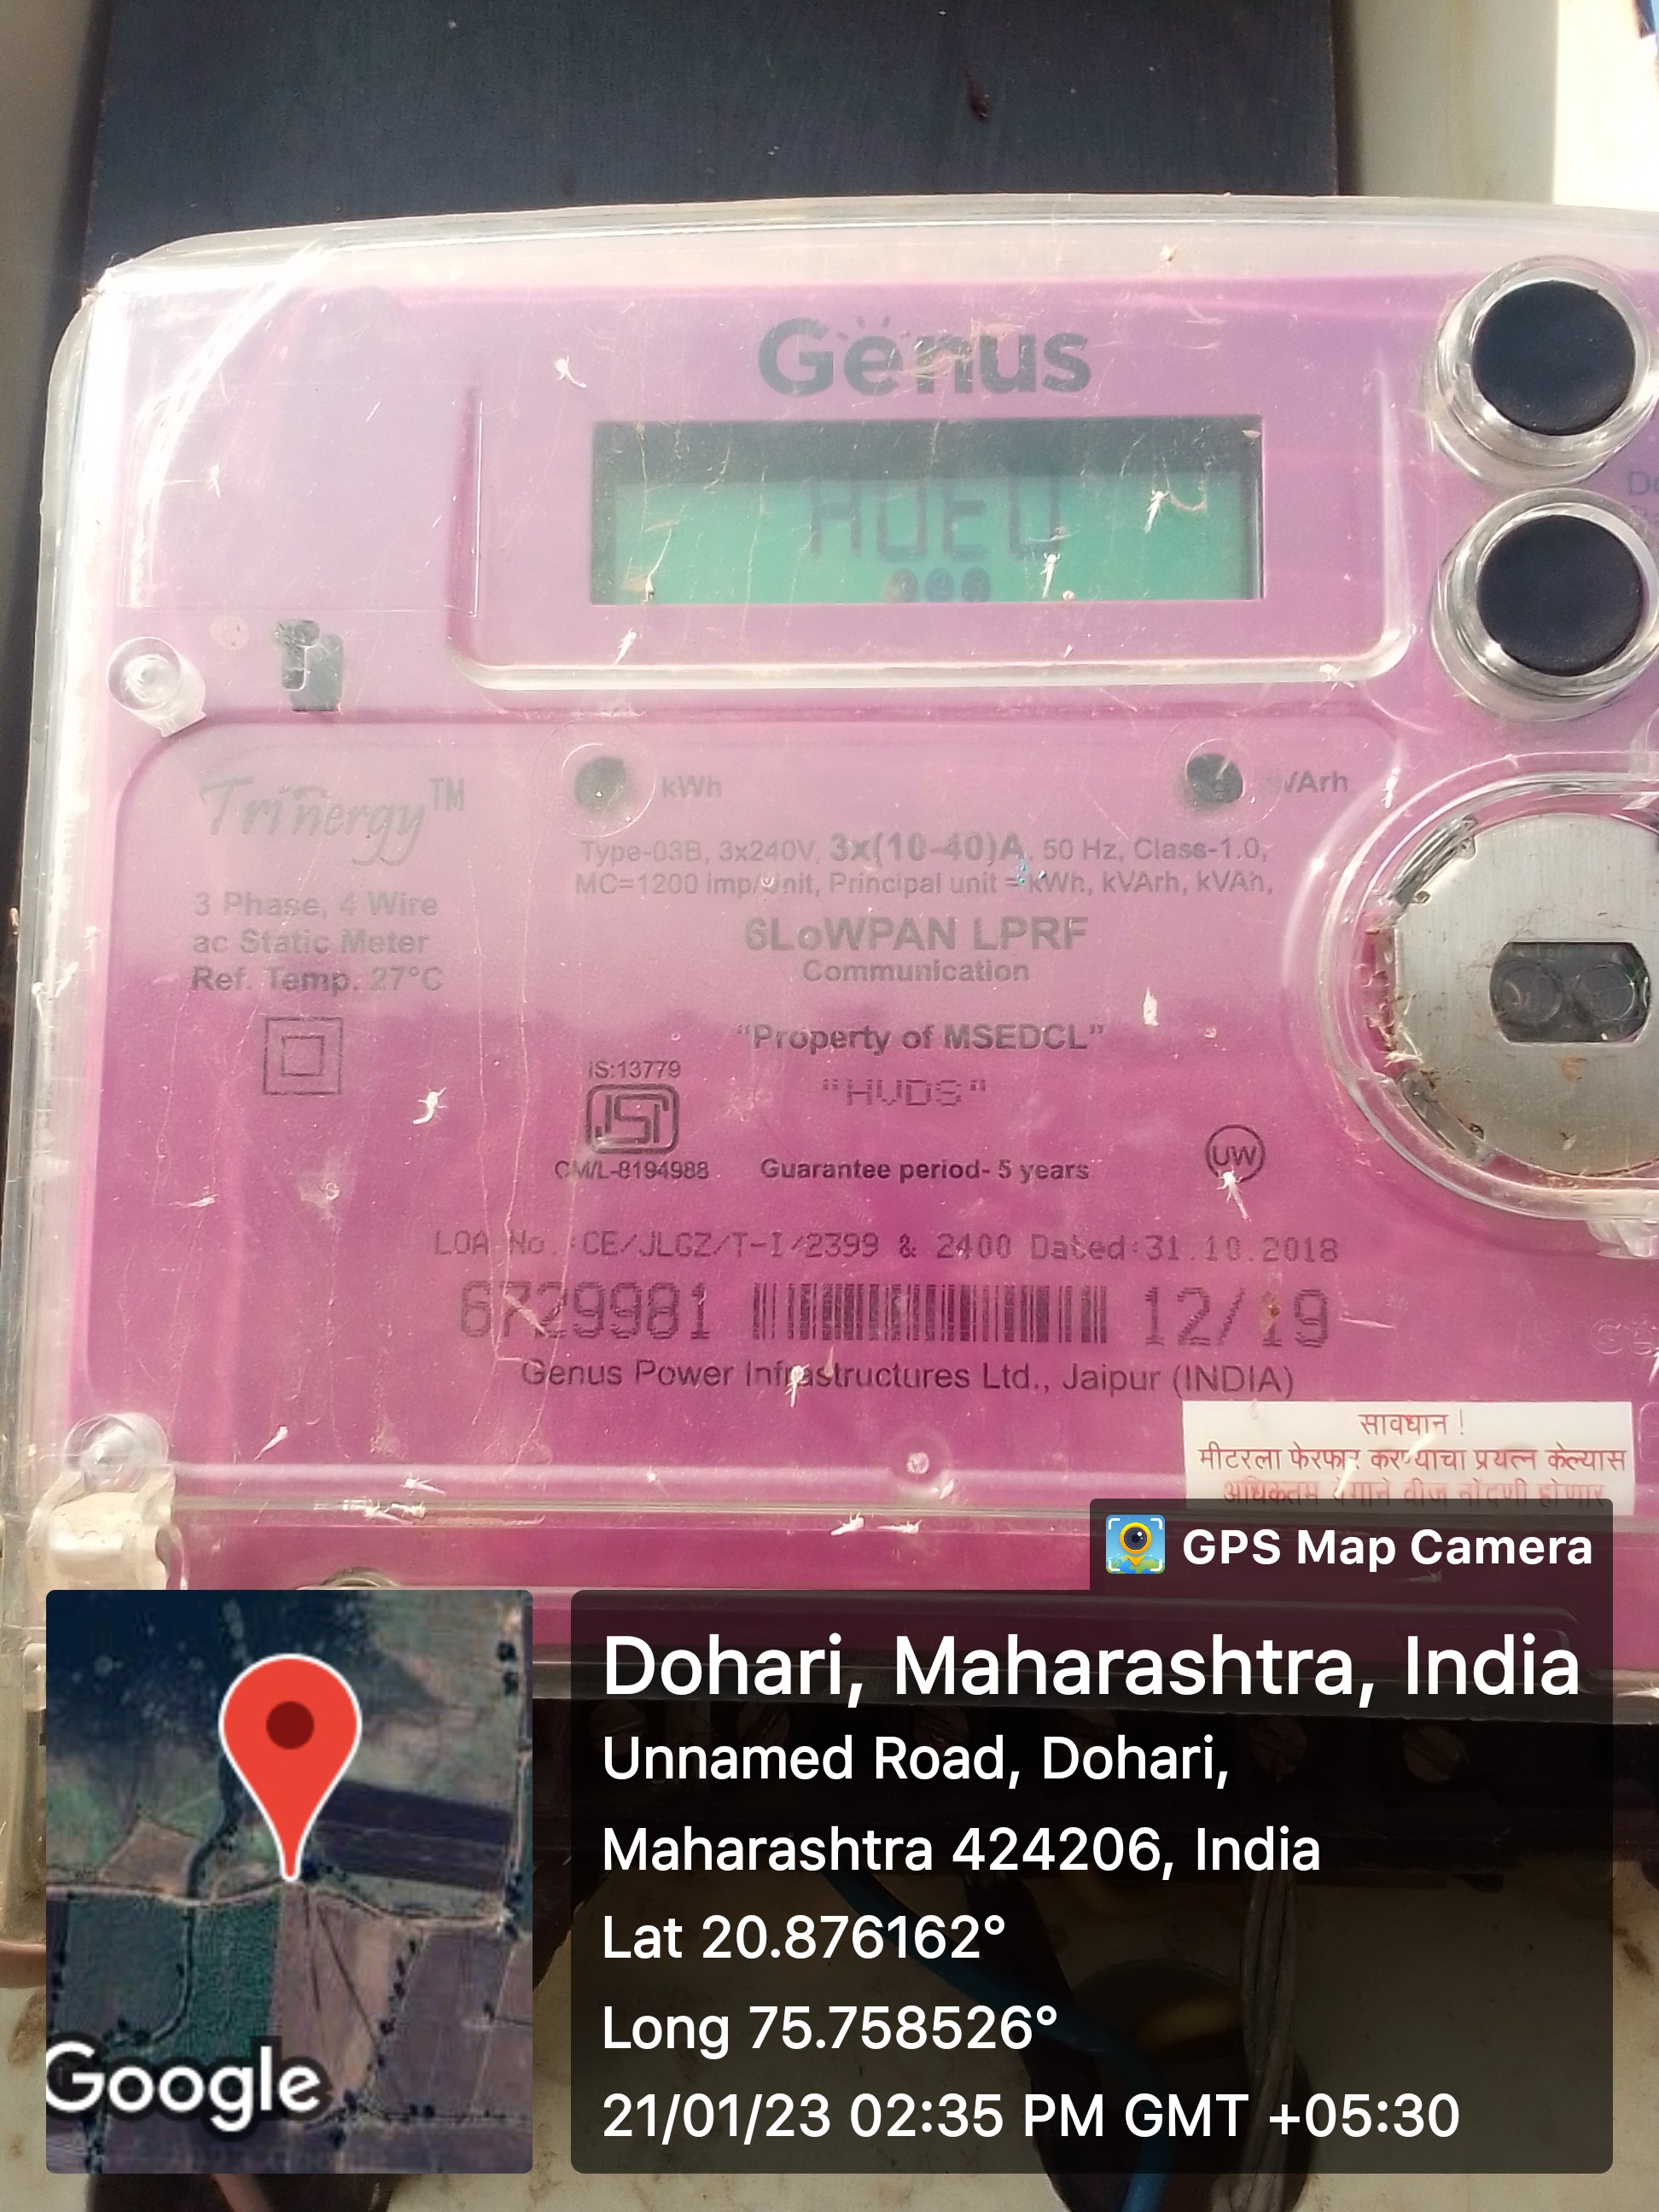 Genus
Trinergy™
3 Phase, 4 Wire
ac Static Meter
Ref. Temp. 27°C
kWh
VArh
Type-03B, 3x240V, 3x(10-40)A, 50 Hz, Class-1.0,
MC=1200 imp/Unit, Principal unit = kWh, kVArh, kVAh,
6LoWPAN LPRF
Communication
"Property of MSEDCL"
"HVDS"
IS:13779
ISI
CM/L-8194988
Guarantee period- 5 years
UW
LOA No.:CE/JLGZ/T-I/2399 & 2400 Dated:31.10.2018
6729981
12/19
Genus Power Infrastructures Ltd., Jaipur (INDIA)
सावधान !
मीटरला फेरफार करण्याचा प्रयत्न केल्यास
अधिकतम वेगाने वीज नोंदणी होणार
GPS Map Camera
Dohari, Maharashtra, India
Unnamed Road, Dohari,
Maharashtra 424206, India
Lat 20.876162°
Long 75.758526°
21/01/23 02:35 PM GMT +05:30
Google